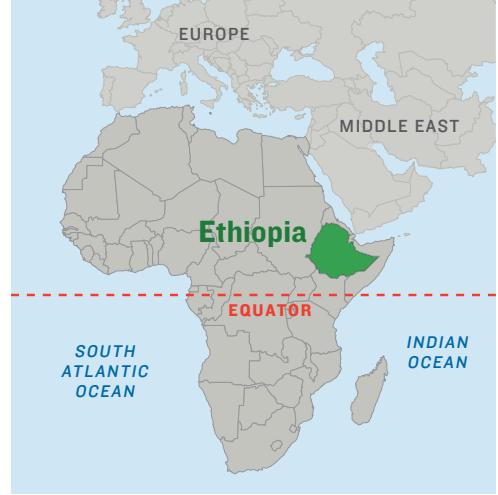 EUROPE
MIDDLE EAST
Ethiopia
EQUATOR
SOUTH
ATLANTIC
OCEAN
INDIAN
OCEAN